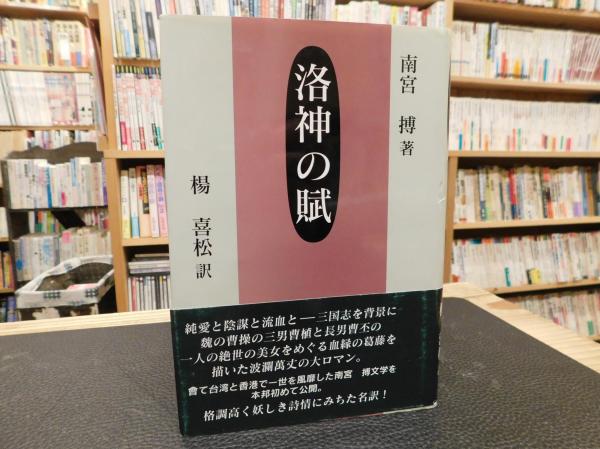 洛神の賦
南宮 搏 著
楊 喜松 訳
純愛と陰謀と流血と──三国志を背景に
魏の曹操の三男曹植と長男曹丕の
一人の絶世の美女をめぐる血縁の葛藤を
描いた波瀾萬丈の大ロマン。
會て台湾と香港で一世を風靡した南宮 搏文学を
本邦初めて公開。
格調高く妖しき詩情にみちた名訳!